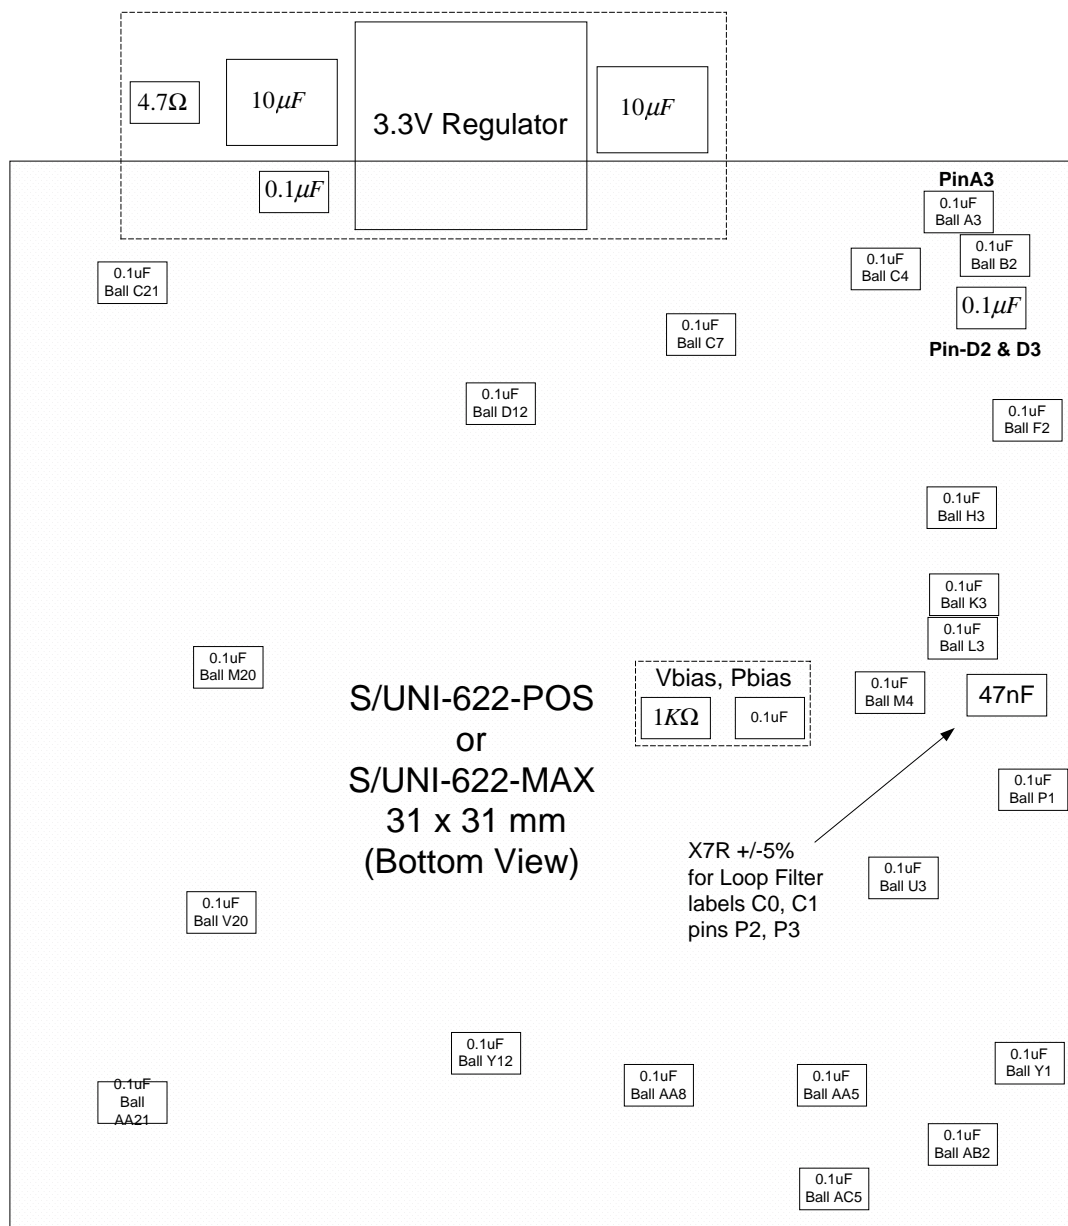 4.7Ω
10μF
3.3V Regulator
10μF
0.1μF
PinA3
0.1uF
Ball A3
0.1uF
Ball B2
0.1uF
Ball C4
0.1uF
Ball C21
0.1μF
Pin-D2 & D3
0.1uF
Ball C7
0.1uF
Ball D12
0.1uF
Ball F2
0.1uF
Ball H3
0.1uF
Ball K3
0.1uF
Ball L3
0.1uF
Ball M20
Vbias, Pbias
1KΩ
0.1uF
0.1uF
Ball M4
47nF
S/UNI-622-POS
or
S/UNI-622-MAX
31 x 31 mm
(Bottom View)
0.1uF
Ball P1
X7R +/-5%
for Loop Filter
labels C0, C1
pins P2, P3
0.1uF
Ball U3
0.1uF
Ball V20
0.1uF
Ball Y12
0.1uF
Ball Y1
0.1uF
Ball
AA21
0.1uF
Ball AA8
0.1uF
Ball AA5
0.1uF
Ball AB2
0.1uF
Ball AC5